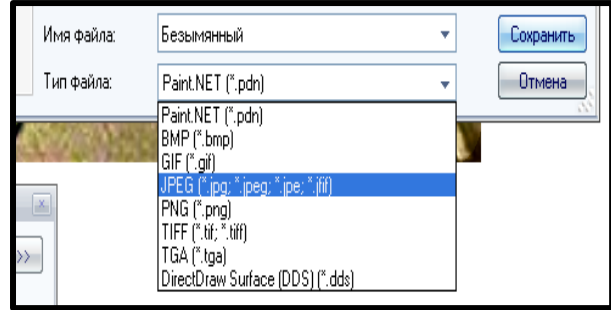 Имя файла: Безымянный Сохранить
Тип файла: Paint.NET (*.pdn) Отмена
Paint.NET (*.pdn)
BMP (*.bmp)
GIF (*.gif)
JPEG (*.jpg; *.jpeg; *.jpe; *.jfif)
PNG (*.png)
TIFF (*.tif; *.tiff)
TGA (*.tga)
DirectDraw Surface (DDS) (*.dds)
>>